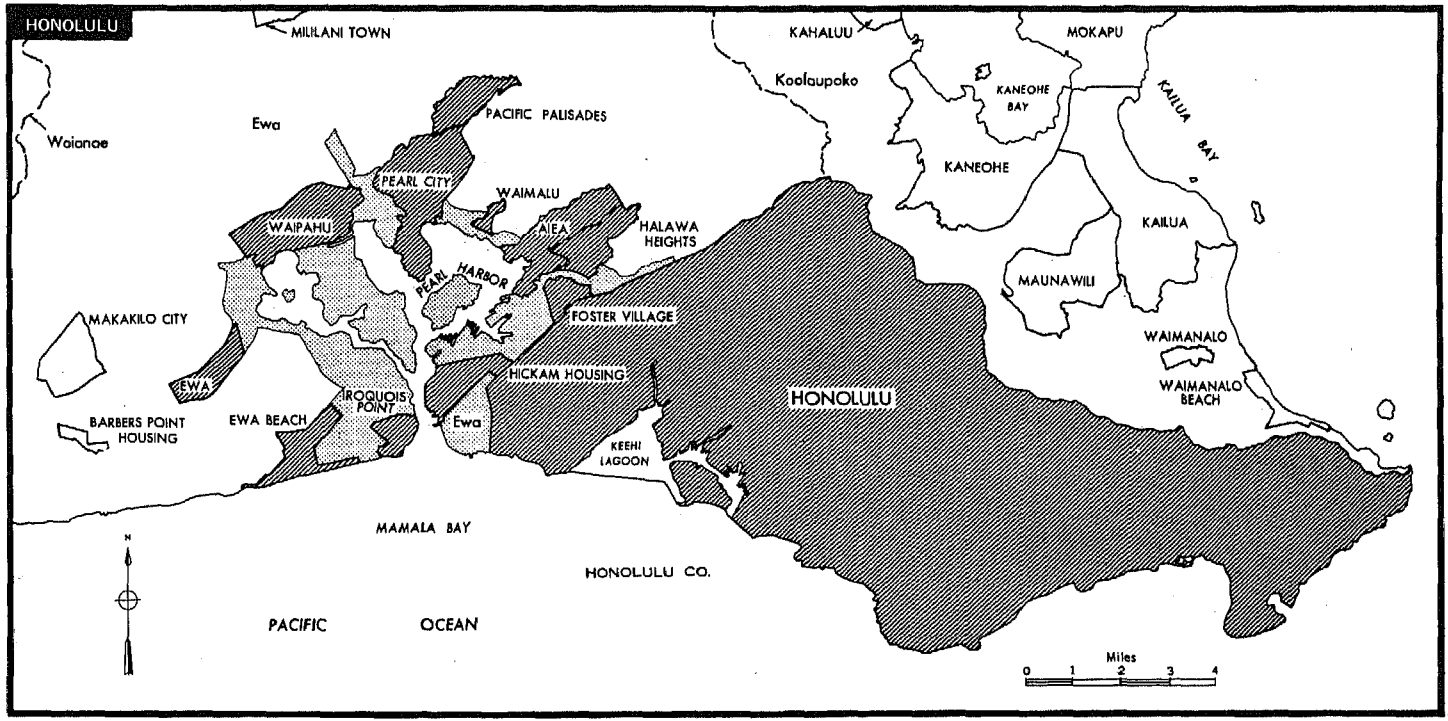 HONOLULU
MILILANI TOWN
KAHALUU
MOKAPU
Koolaupoko
KANEOHE
BAY
KAILUA BAY
Ewa
PACIFIC PALISADES
Waianae
PEARL CITY
WAIMALU
KANEOHE
WAIPAHU
AIEA
HALAWA
HEIGHTS
KAILUA
PEARL HARBOR
MAUNAWILI
MAKAKILO CITY
FOSTER VILLAGE
WAIMANALO
EWA
HICKAM HOUSING
WAIMANALO
BEACH
IROQUOIS
POINT
HONOLULU
BARBERS POINT
HOUSING
EWA BEACH
Ewa
KEEHI
LAGOON
MAMALA BAY
N
HONOLULU CO.
PACIFIC OCEAN
Miles
0 1 2 3 4